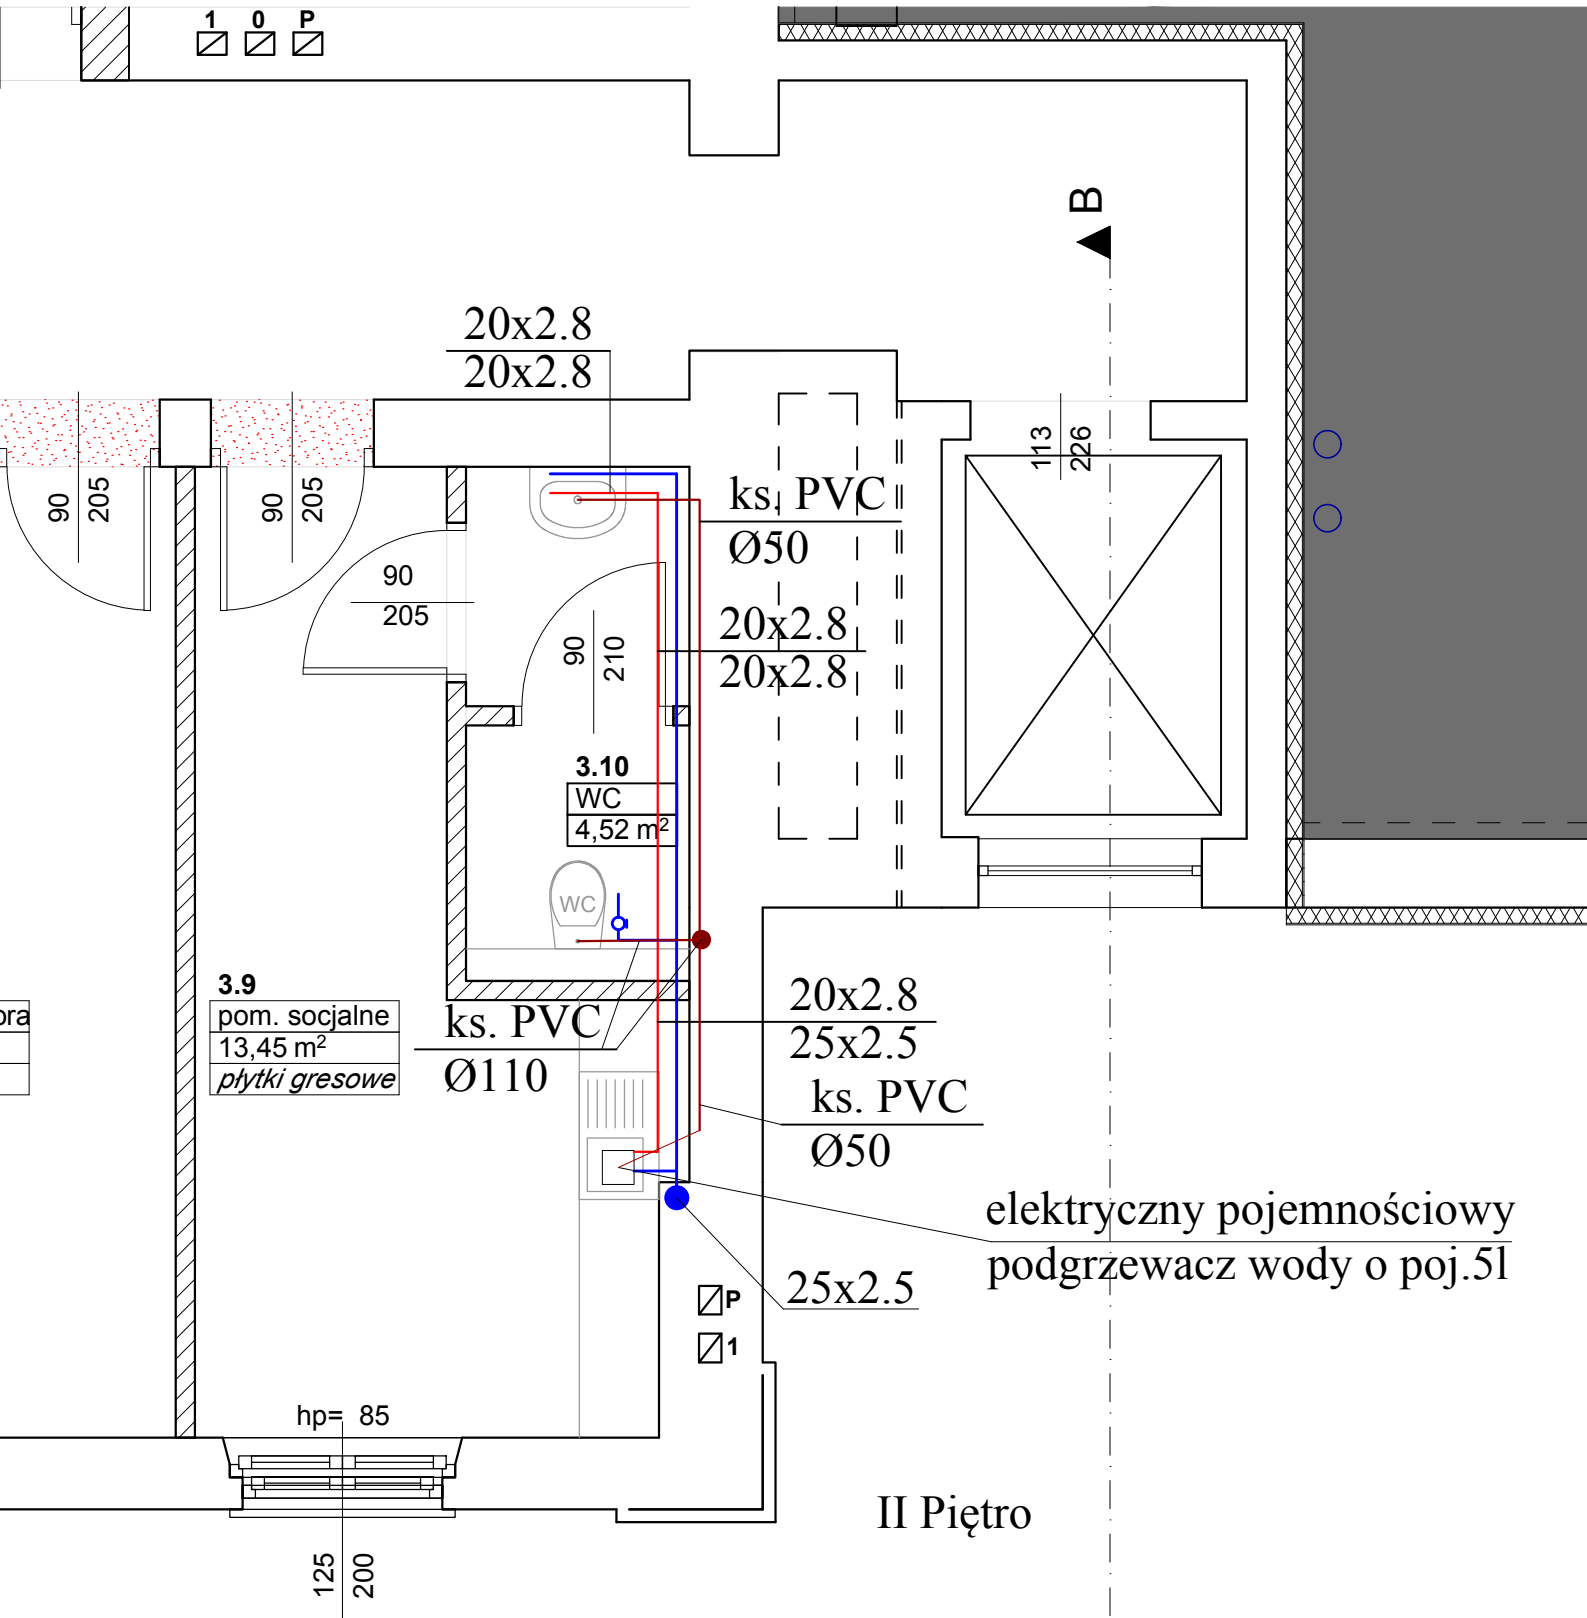 1 0 P
B
20x2.8
20x2.8
113
226
90
205
90
205
ks. PVC
Ø50
90
205
90
210
20x2.8
20x2.8
3.10
WC
4,52 m²
WC
3.9
pom. socjalne
13,45 m²
płytki gresowe
ora
ks. PVC
Ø110
20x2.8
25x2.5
ks. PVC
Ø50
elektryczny pojemnościowy
podgrzewacz wody o poj.5l
25x2.5
P
1
hp= 85
125
200
II Piętro